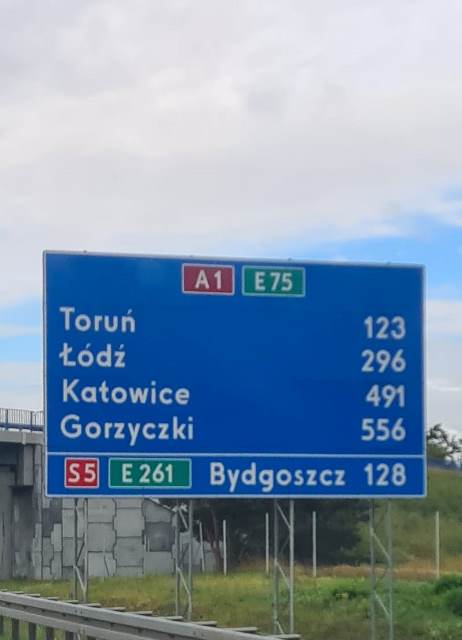 A1 E75
Toruń 123
Łódź 296
Katowice 491
Gorzyczki 556
S5 E 261 Bydgoszcz 128